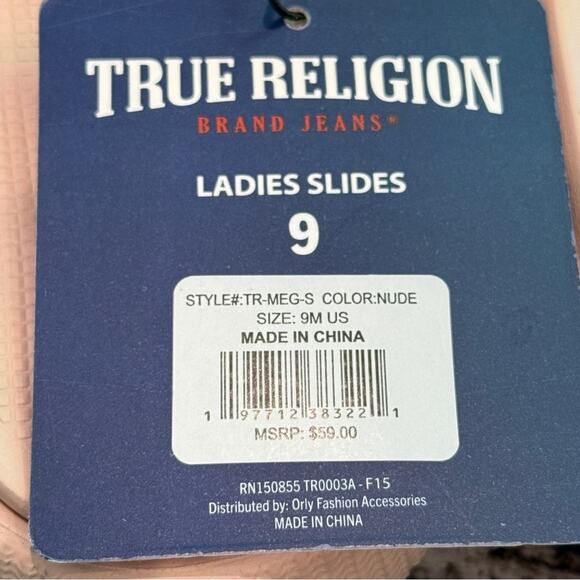 TRUE RELIGION
BRAND JEANS®
LADIES SLIDES
9
STYLE#:TR-MEG-S COLOR:NUDE
SIZE: 9M US
MADE IN CHINA
1 97712 38322 1
MSRP: $59.00
RN150855 TR0003A - F15
Distributed by: Orly Fashion Accessories
MADE IN CHINA